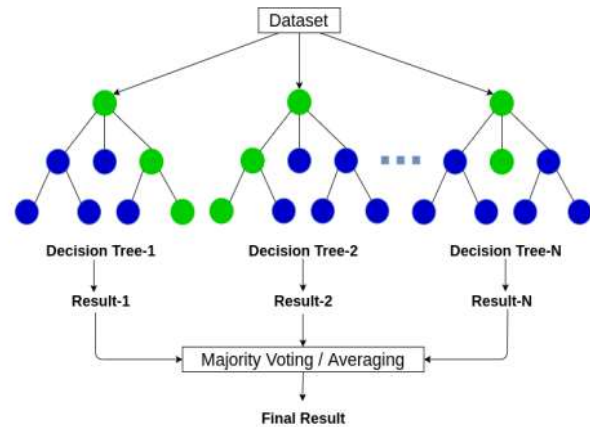 Dataset
Decision Tree-1
Decision Tree-2
Decision Tree-N
Result-1
Result-2
Result-N
Majority Voting / Averaging
Final Result